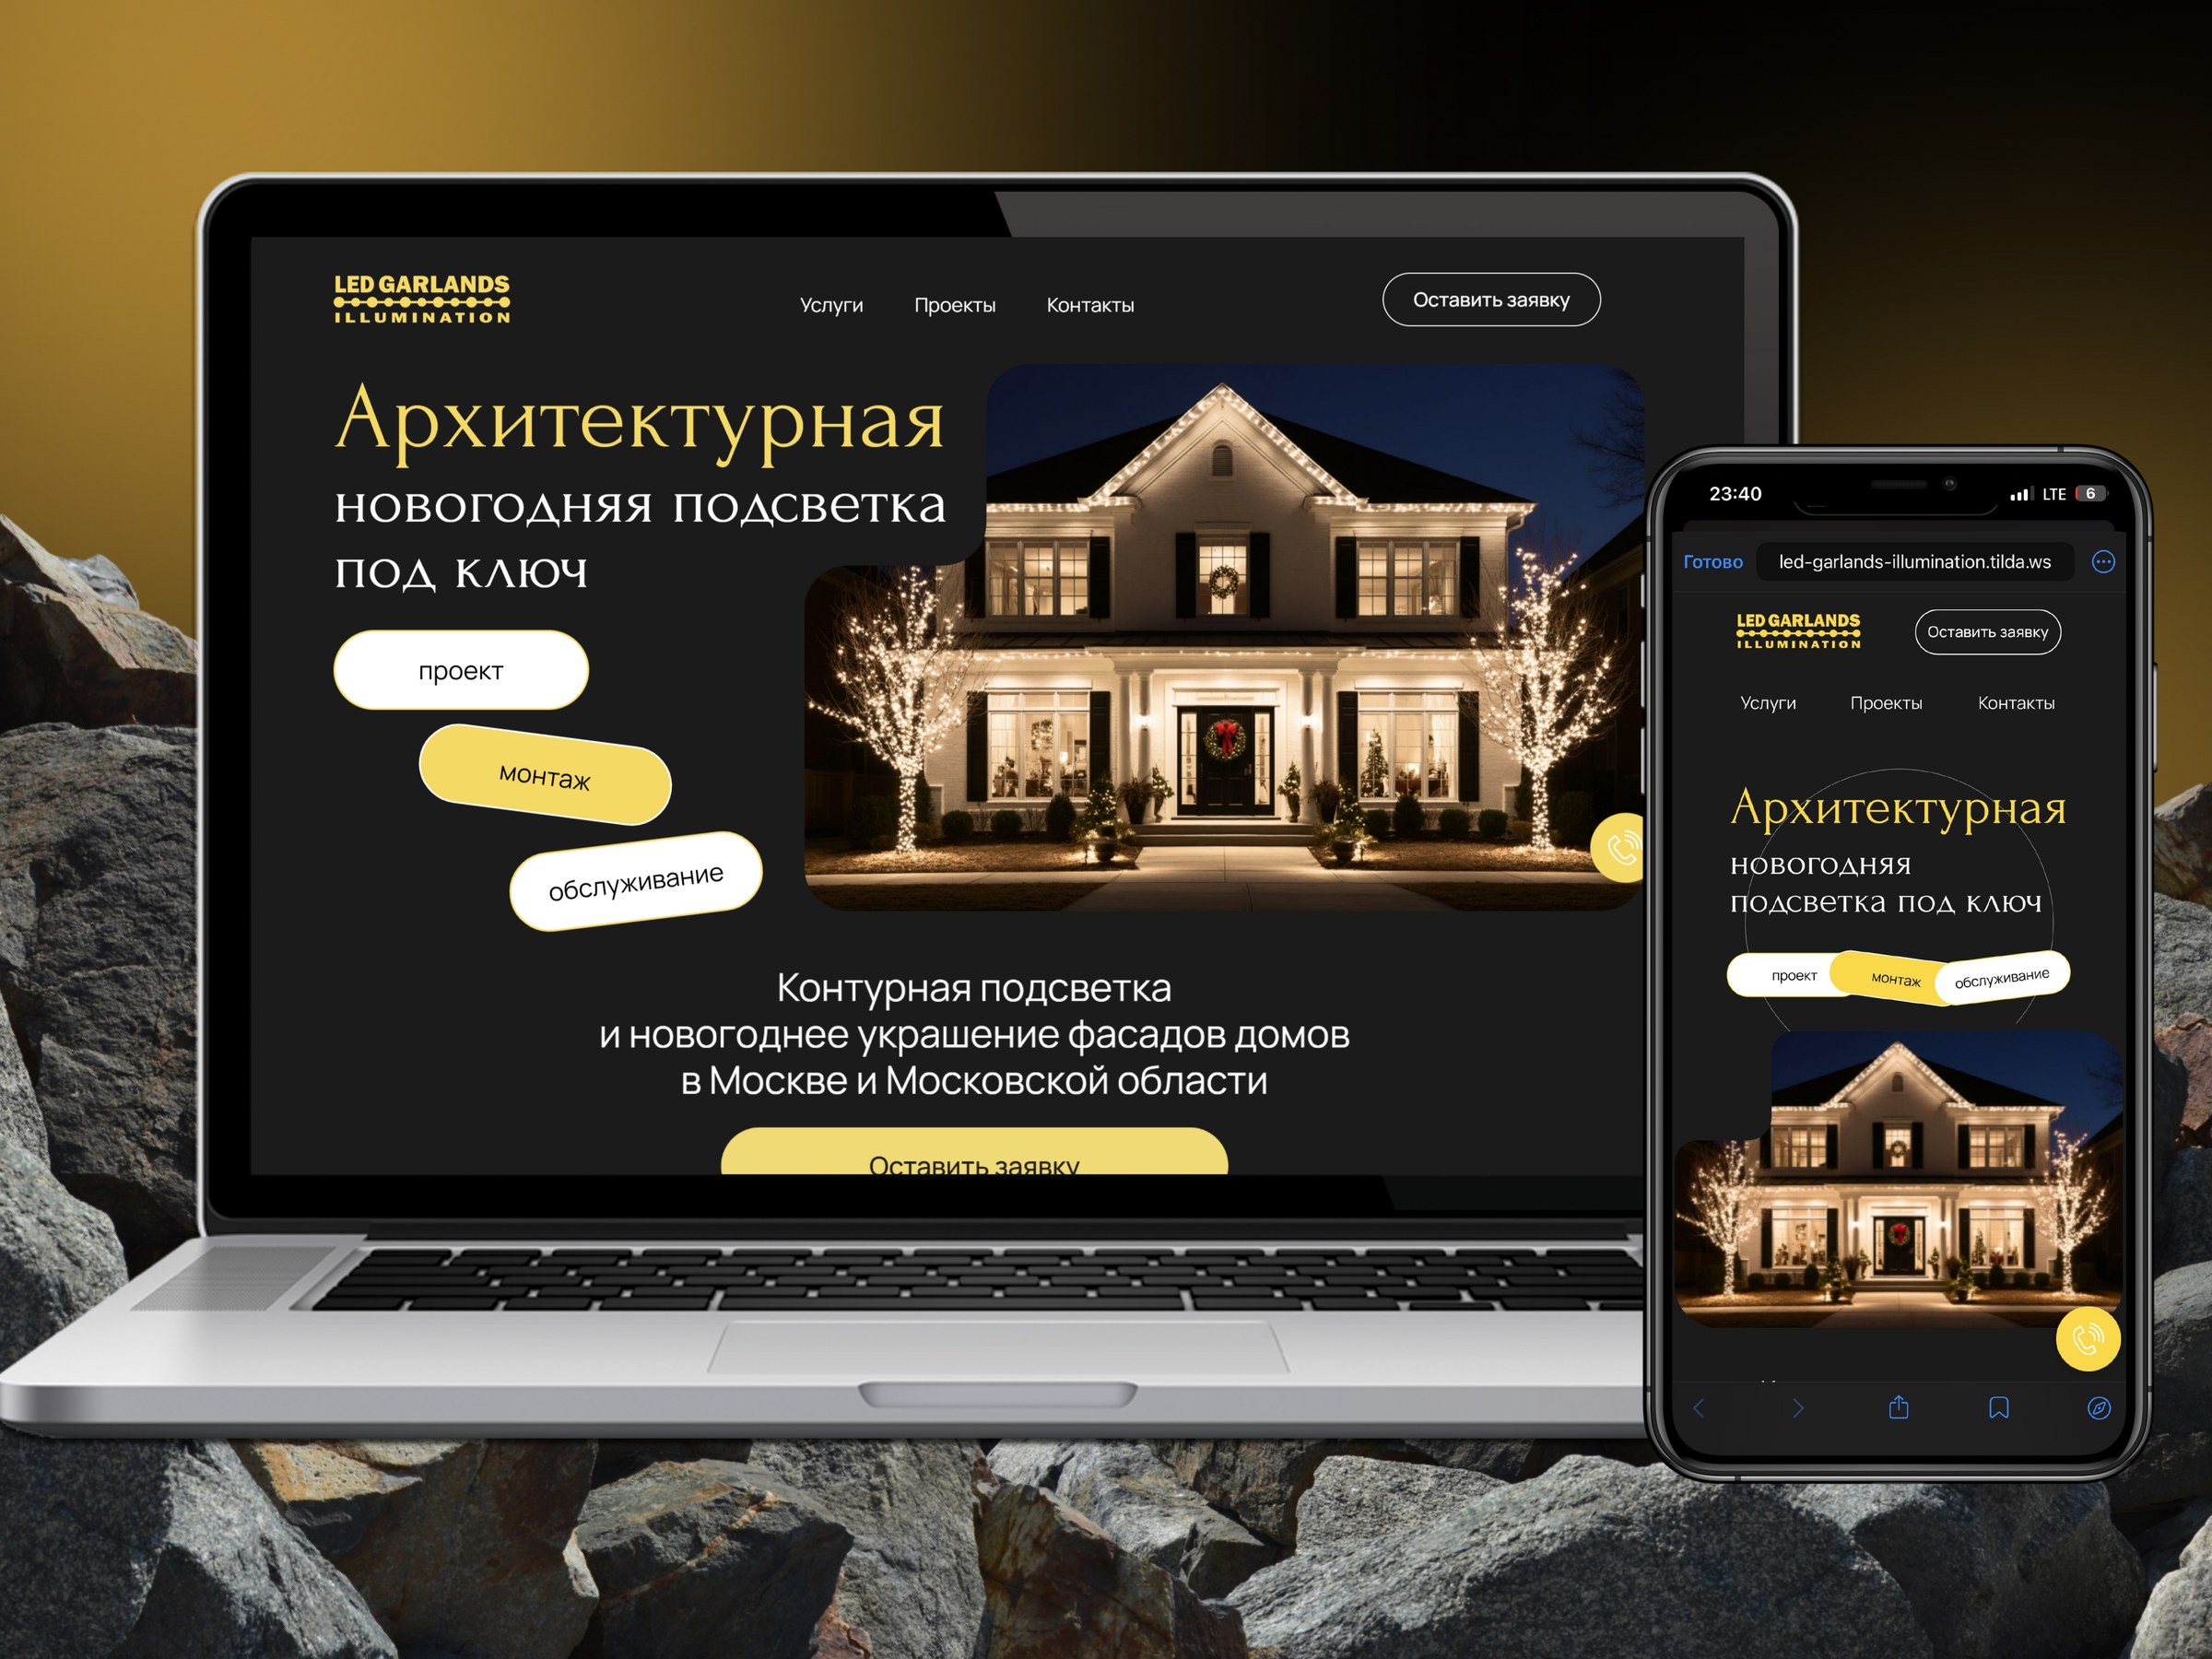 LED GARLANDS
ILLUMINATION
Услуги Проекты Контакты
Оставить заявку
Архитектурная
новогодняя подсветка
под ключ
проект
монтаж
обслуживание
Контурная подсветка
и новогоднее украшение фасадов домов
в Москве и Московской области
Оставить заявку
23:40 LTE 6
Готово led-garlands-illumination.tilda.ws
LED GARLANDS
ILLUMINATION
Оставить заявку
Услуги Проекты Контакты
Архитектурная
новогодняя
подсветка под ключ
проект монтаж обслуживание